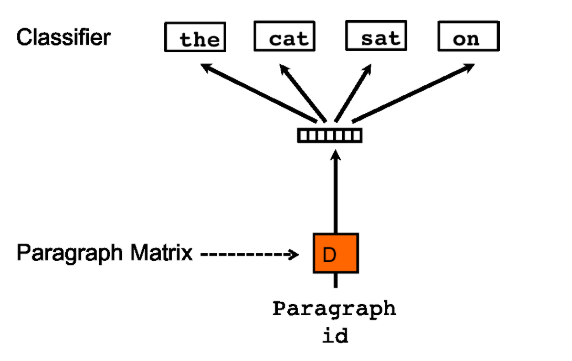 Classifier the cat sat on
Paragraph Matrix D
Paragraph
id